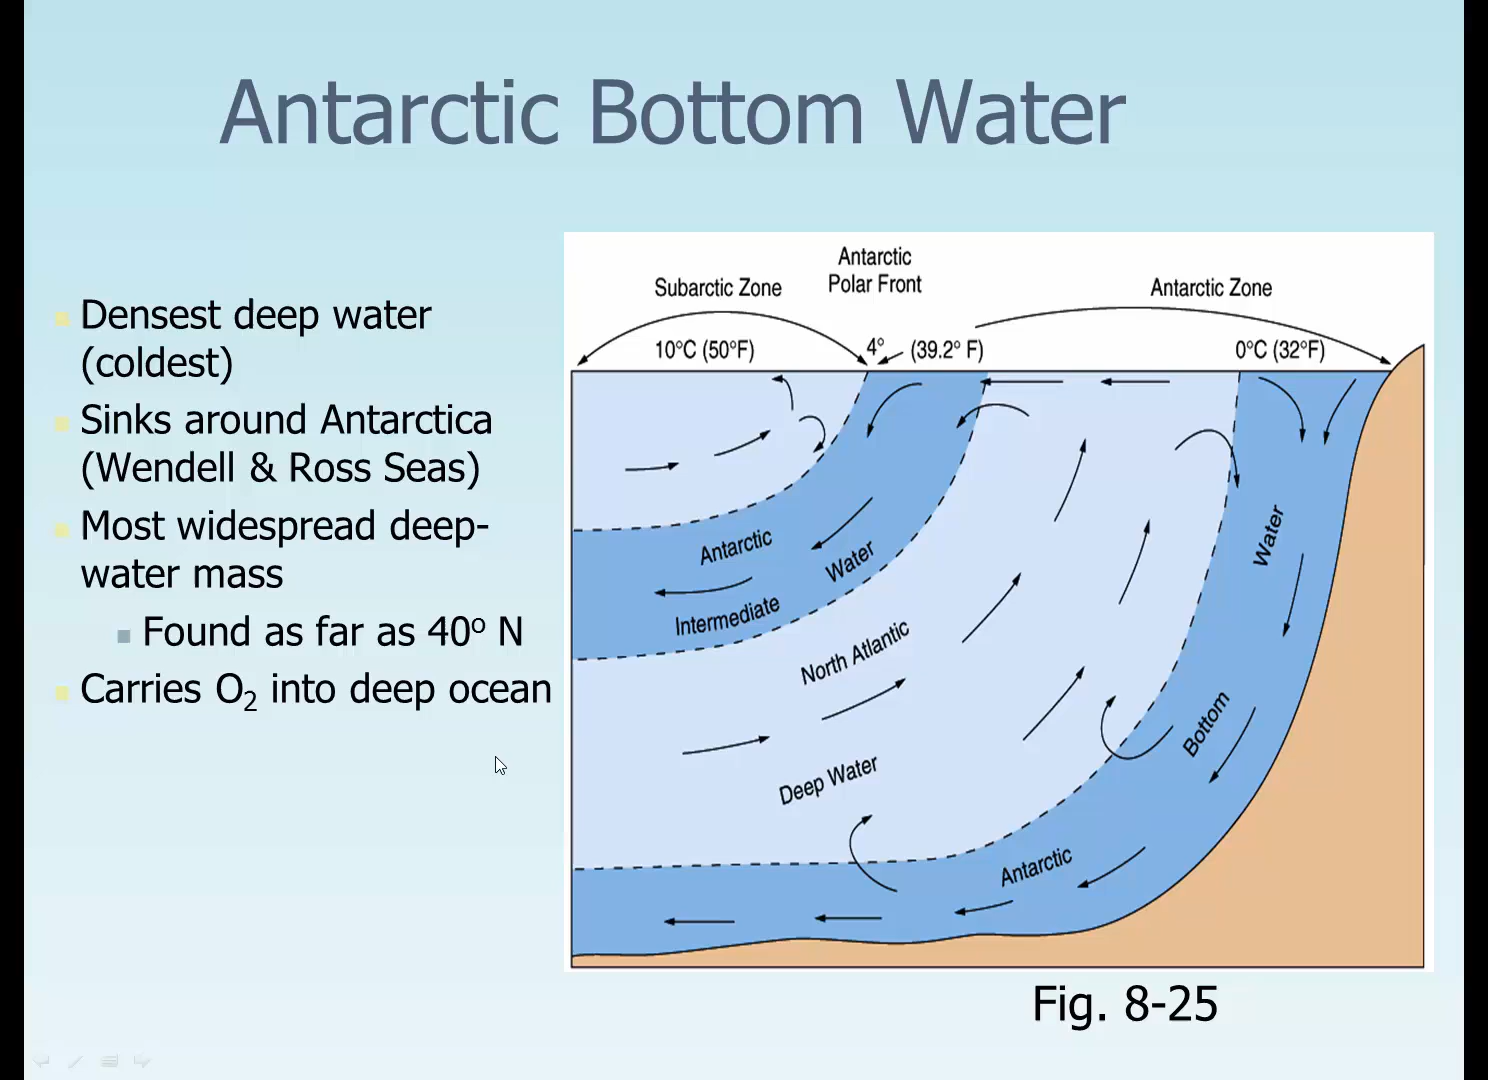 Antarctic Bottom Water
Densest deep water
(coldest)
Sinks around Antarctica
(Wendell & Ross Seas)
Most widespread deep-
water mass
Found as far as 40º N
Carries O₂ into deep ocean
Antarctic
Polar Front
Subarctic Zone
Antarctic Zone
10°C (50°F)
4° (39.2° F)
0°C (32°F)
Antarctic
Intermediate
Water
North Atlantic
Deep Water
Antarctic
Bottom
Water
Fig. 8-25